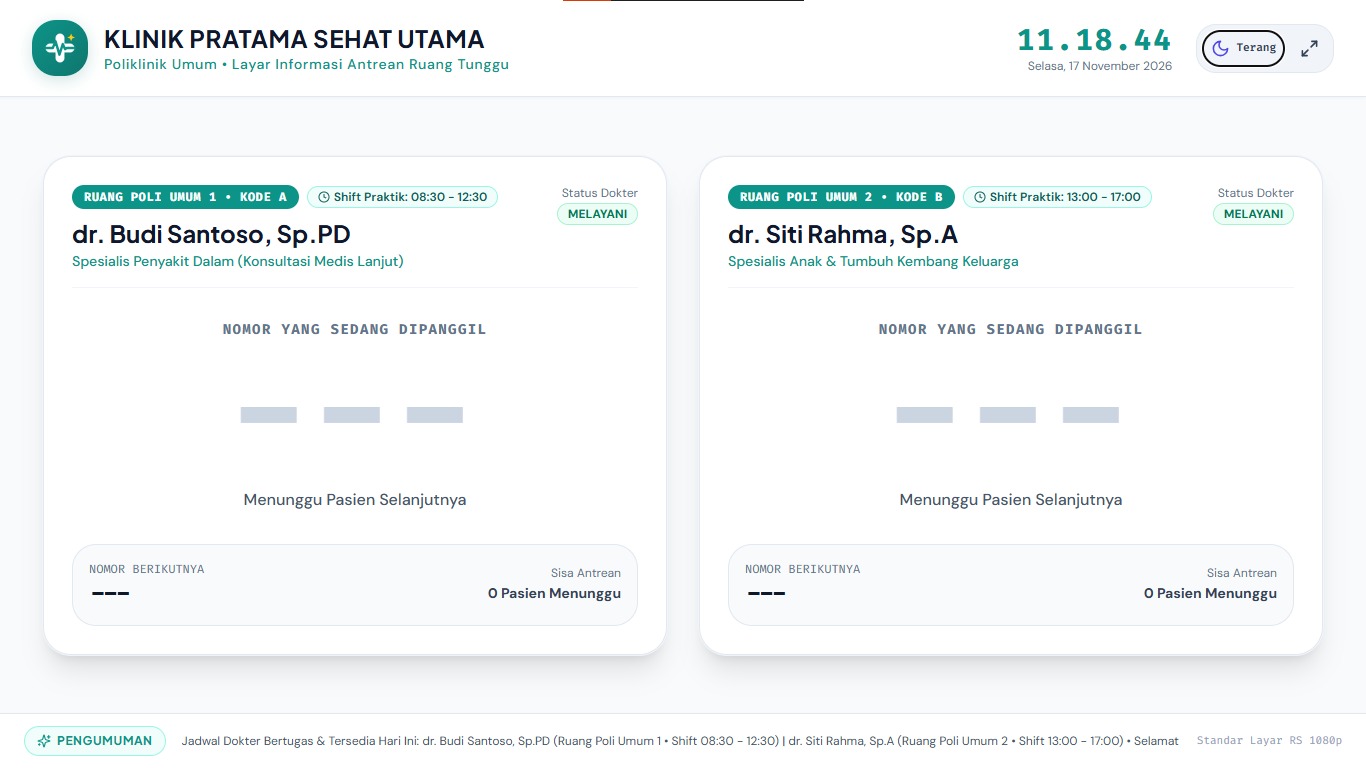 KLINIK PRATAMA SEHAT UTAMA
Poliklinik Umum • Layar Informasi Antrean Ruang Tunggu
11.18.44
Selasa, 17 November 2026
Terang
RUANG POLI UMUM 1 • KODE A
Shift Praktik: 08:30 - 12:30
Status Dokter
MELAYANI
dr. Budi Santoso, Sp.PD
Spesialis Penyakit Dalam (Konsultasi Medis Lanjut)
NOMOR YANG SEDANG DIPANGGIL
---
Menunggu Pasien Selanjutnya
NOMOR BERIKUTNYA
---
Sisa Antrean
0 Pasien Menunggu
RUANG POLI UMUM 2 • KODE B
Shift Praktik: 13:00 - 17:00
Status Dokter
MELAYANI
dr. Siti Rahma, Sp.A
Spesialis Anak & Tumbuh Kembang Keluarga
NOMOR YANG SEDANG DIPANGGIL
---
Menunggu Pasien Selanjutnya
NOMOR BERIKUTNYA
---
Sisa Antrean
0 Pasien Menunggu
PENGUMUMAN
Jadwal Dokter Bertugas & Tersedia Hari Ini: dr. Budi Santoso, Sp.PD (Ruang Poli Umum 1 • Shift 08:30 - 12:30) | dr. Siti Rahma, Sp.A (Ruang Poli Umum 2 • Shift 13:00 - 17:00) • Selamat
Standar Layar RS 1080p